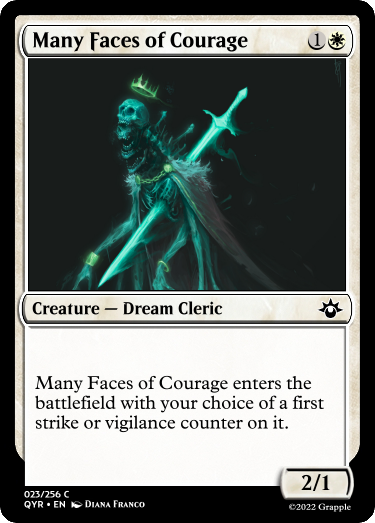 Many Faces of Courage 1
Creature — Dream Cleric
Many Faces of Courage enters the
battlefield with your choice of a first
strike or vigilance counter on it.
2/1
023/256 C
QYR • EN Diana Franco
©2022 Grapple